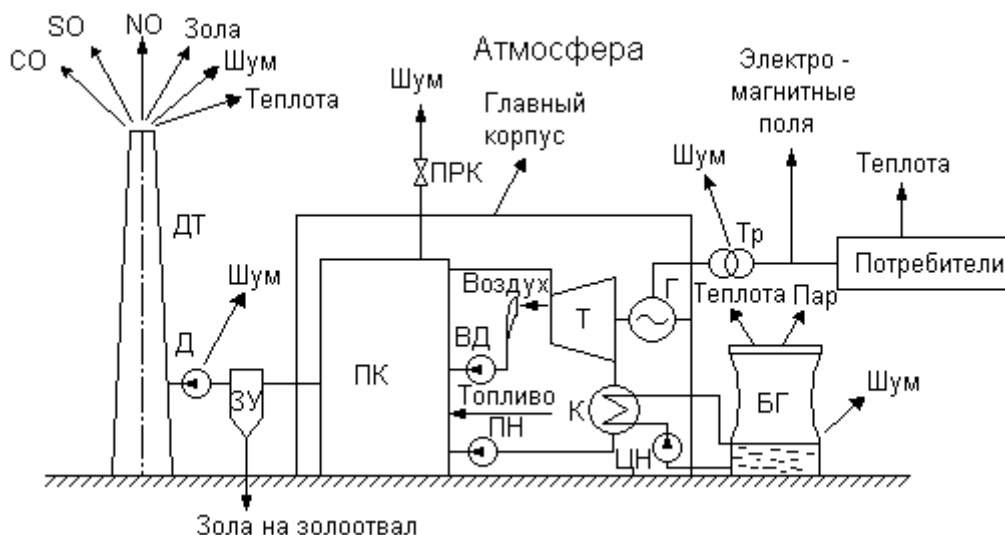 SO
NO
Зола
CO
Шум
Теплота
Атмосфера
Шум
Главный
корпус
Электро -
магнитные
поля
ПРК
Шум
Теплота
ДТ
Тр
Потребители
Шум
Воздух
Г
Теплота
Пар
Т
Д
ВД
ЗУ
ПК
Топливо
К
БГ
Шум
ПН
ЦН
Зола на золоотвал